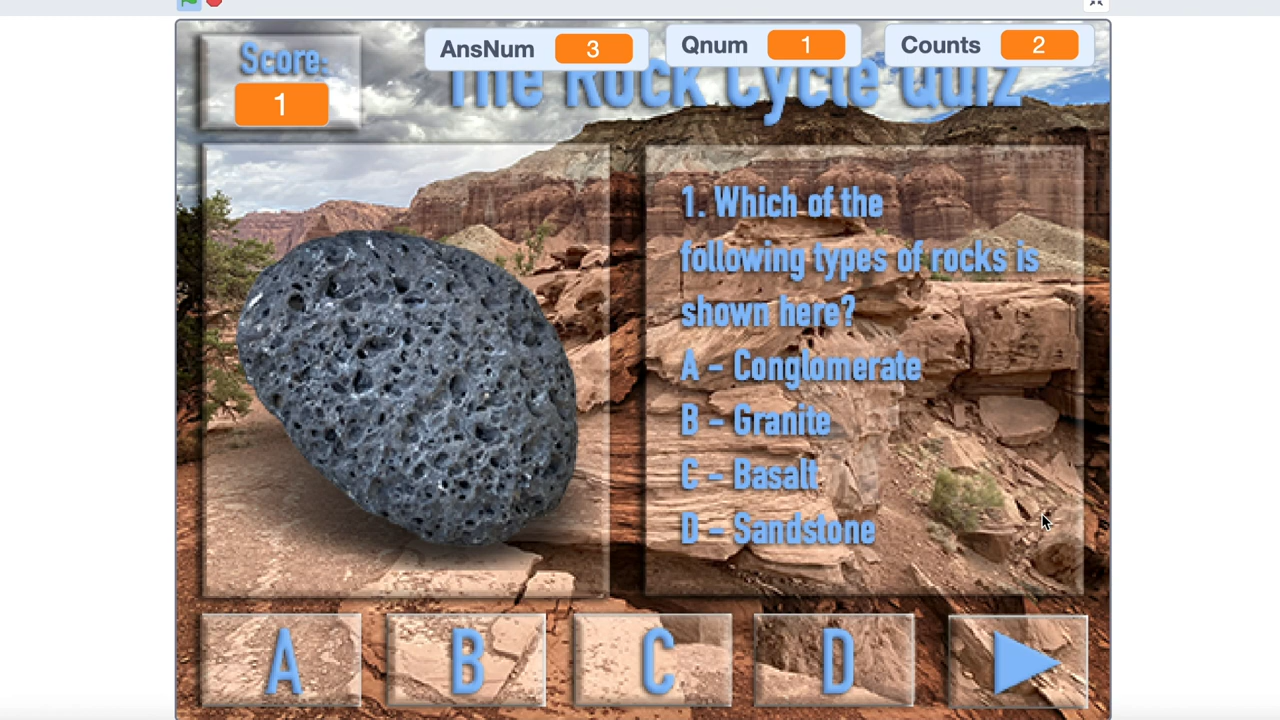 Score:
1
AnsNum 3
Qnum 1
Counts 2
The Rock Cycle Quiz
1. Which of the
following types of rocks is
shown here?
A - Conglomerate
B - Granite
C - Basalt
D - Sandstone
A
B
C
D